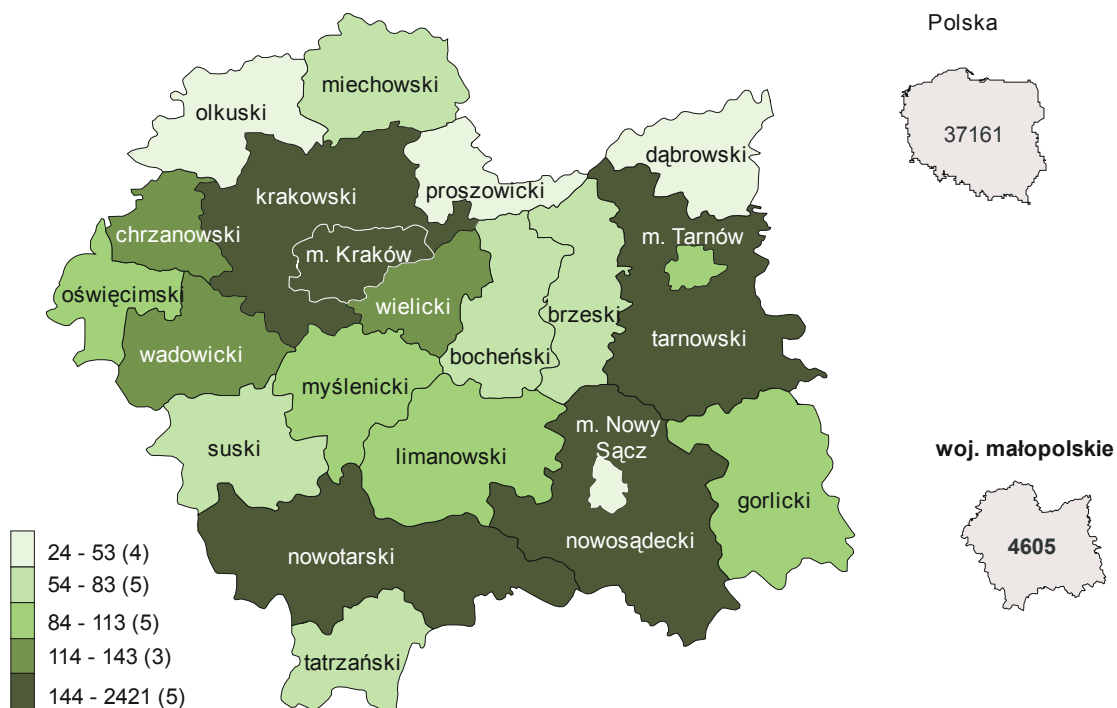 Polska
miechowski
olkuski
37161
dąbrowski
proszowicki
krakowski
chrzanowski
m. Tarnów
m. Kraków
oświęcimski
wielicki
brzeski
tarnowski
wadowicki
bocheński
myślenicki
m. Nowy
Sącz
woj. małopolskie
suski
limanowski
gorlicki
nowosądecki
4605
nowotarski
tatrzański
24 - 53 (4)
54 - 83 (5)
84 - 113 (5)
114 - 143 (3)
144 - 2421 (5)